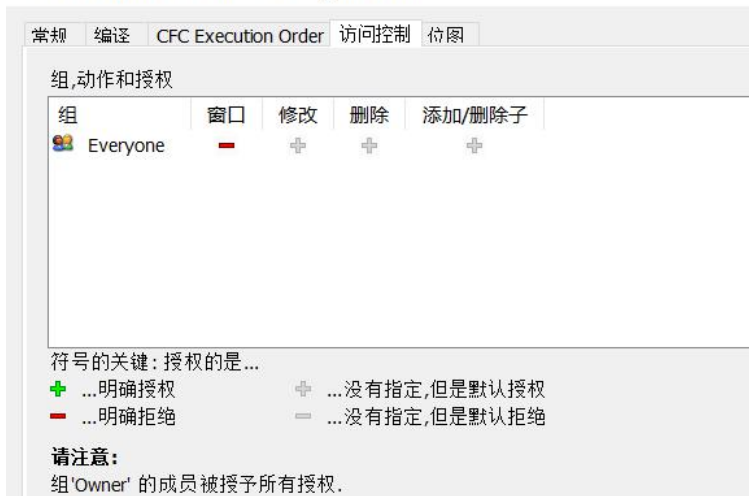 常规 编译 CFC Execution Order 访问控制 位图
组,动作和授权
组 窗口 修改 删除 添加/删除子
Everyone
符号的关键:授权的是...
...明确授权 ...没有指定,但是默认授权
...明确拒绝 ...没有指定,但是默认拒绝
请注意:
组'Owner' 的成员被授予所有授权.